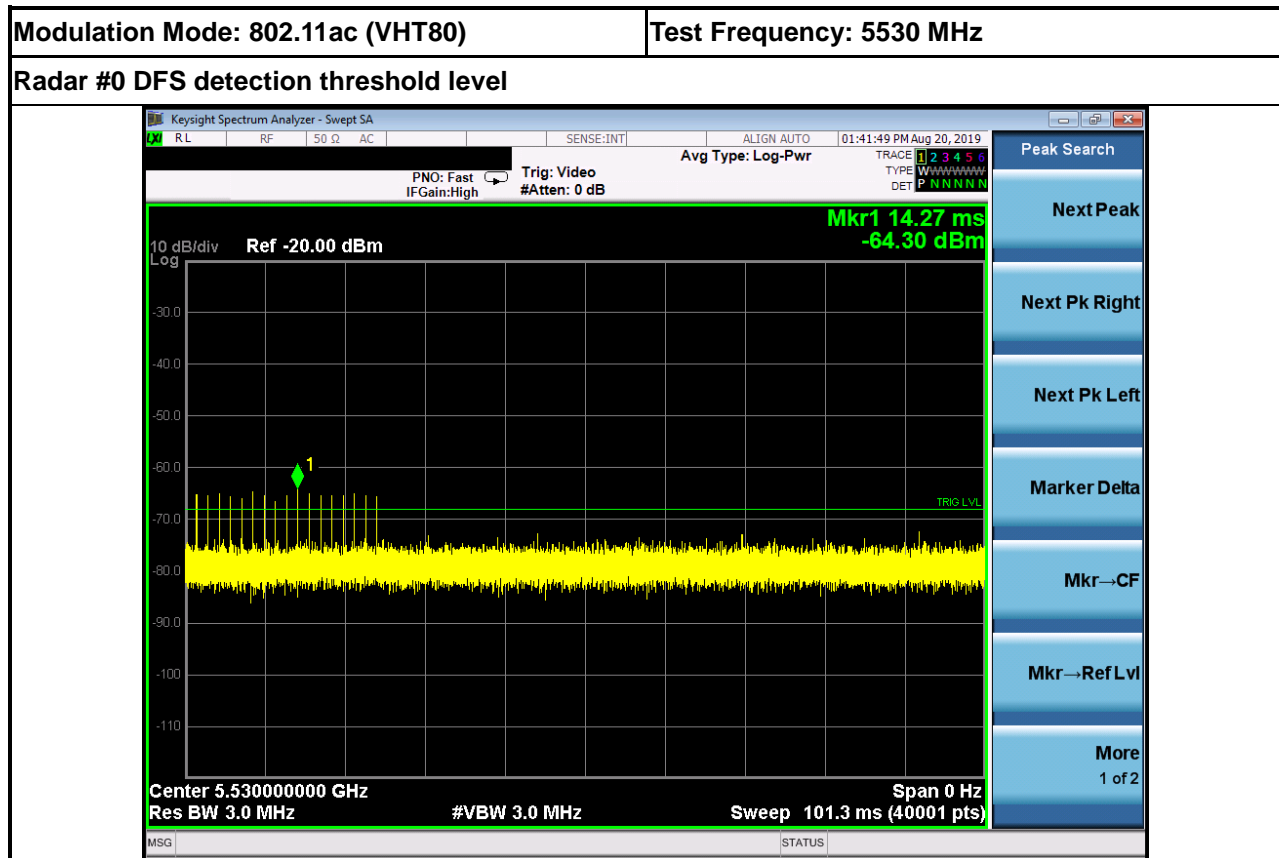 Modulation Mode: 802.11ac (VHT80) Test Frequency: 5530 MHz
Radar #0 DFS detection threshold level
Keysight Spectrum Analyzer - Swept SA
LXI RL RF 50 Ω AC SENSE:INT ALIGN AUTO 01:41:49 PM Aug 20, 2019
Avg Type: Log-Pwr TRACE 1 2 3 4 5 6
PNO: Fast Trig: Video TYPE WWWWWW
IFGain:High #Atten: 0 dB DET P N N N N N
Peak Search
Mkr1 14.27 ms
-64.30 dBm
10 dB/div Ref -20.00 dBm
Log
-30.0
-40.0
-50.0
-60.0
-70.0
-80.0
-90.0
-100
-110
1
TRIG LVL
Center 5.530000000 GHz Span 0 Hz
Res BW 3.0 MHz #VBW 3.0 MHz Sweep 101.3 ms (40001 pts)
MSG STATUS
Next Peak
Next Pk Right
Next Pk Left
Marker Delta
Mkr→CF
Mkr→Ref Lvl
More
1 of 2